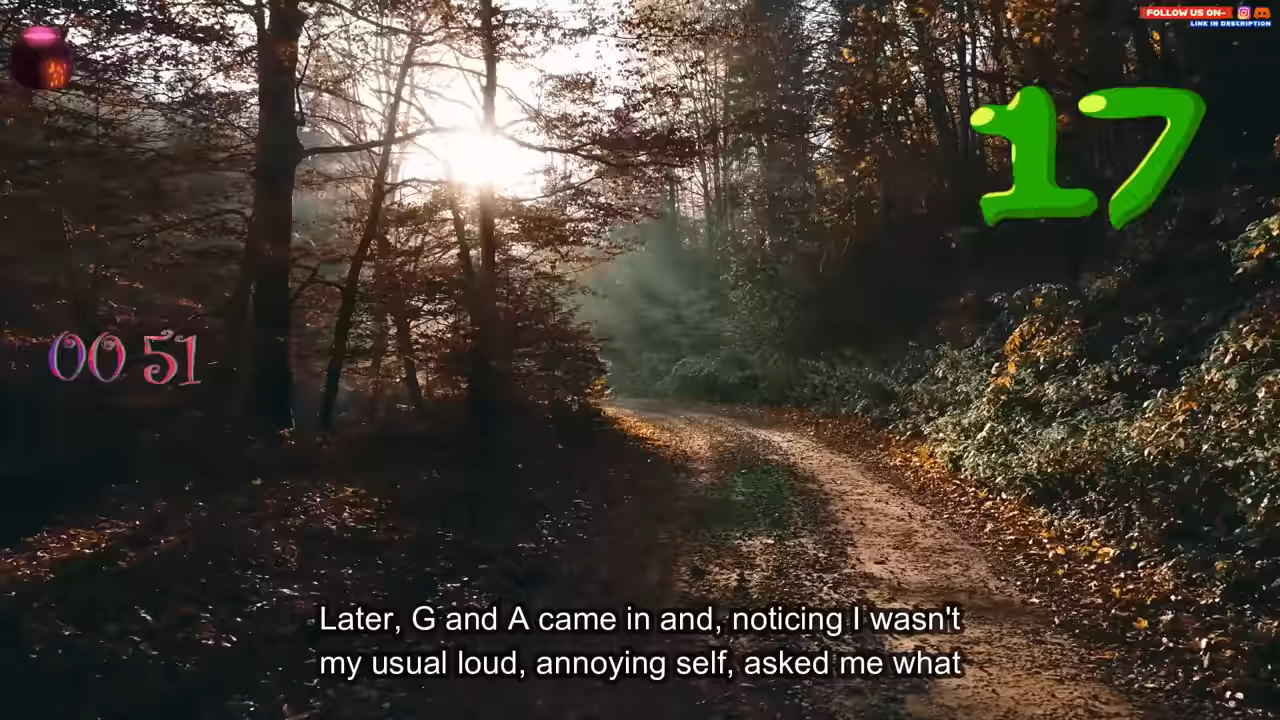 FOLLOW US ON-
LINK IN DESCRIPTION
17
00 51
Later, G and A came in and, noticing I wasn't
my usual loud, annoying self, asked me what